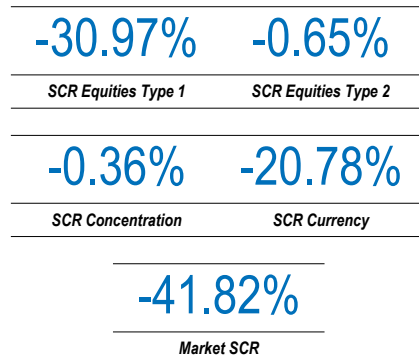 -30.97% -0.65%
SCR Equities Type 1 SCR Equities Type 2
-0.36% -20.78%
SCR Concentration SCR Currency
-41.82%
Market SCR